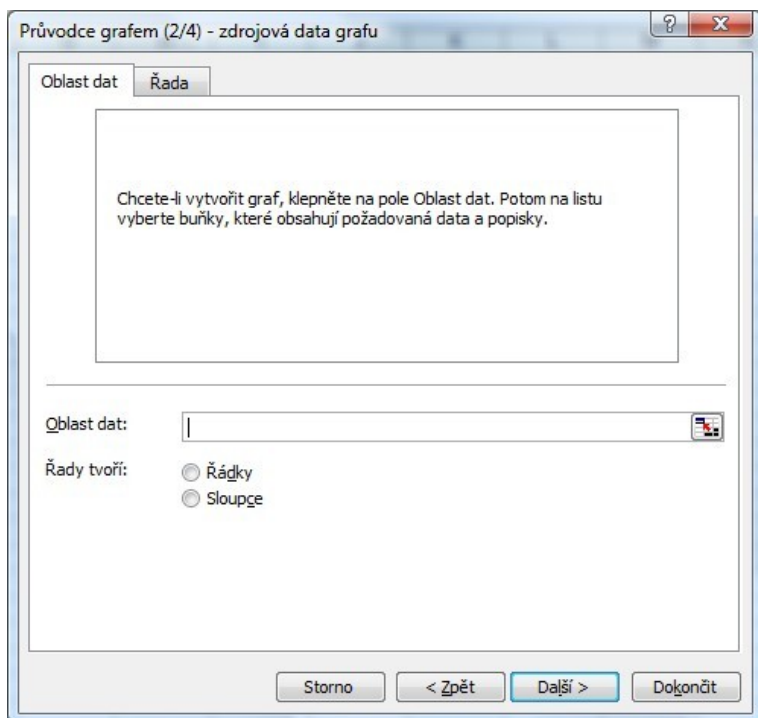 Průvodce grafem (2/4) - zdrojová data grafu
Oblast dat
Řada
Chcete-li vytvořit graf, klepněte na pole Oblast dat. Potom na listu
vyberte buňky, které obsahují požadovaná data a popisky.
Oblast dat:
Řady tvoří:
Řádky
Sloupce
Storno
< Zpět
Další >
Dokončit